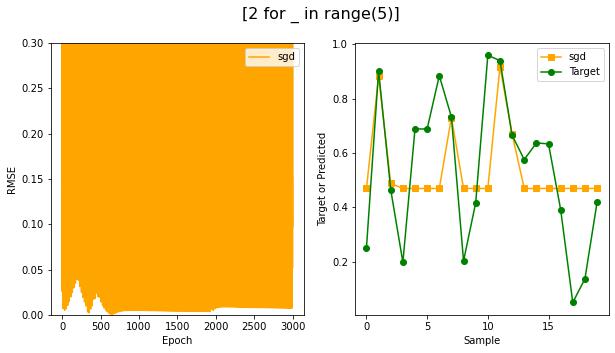 [2 for _ in range(5)]
0.30
0.25
0.20
0.15
0.10
0.05
0.00
RMSE
0
500
1000
1500
2000
2500
3000
Epoch
sgd
1.0
0.8
0.6
0.4
0.2
Target or Predicted
0
5
10
15
Sample
sgd
Target